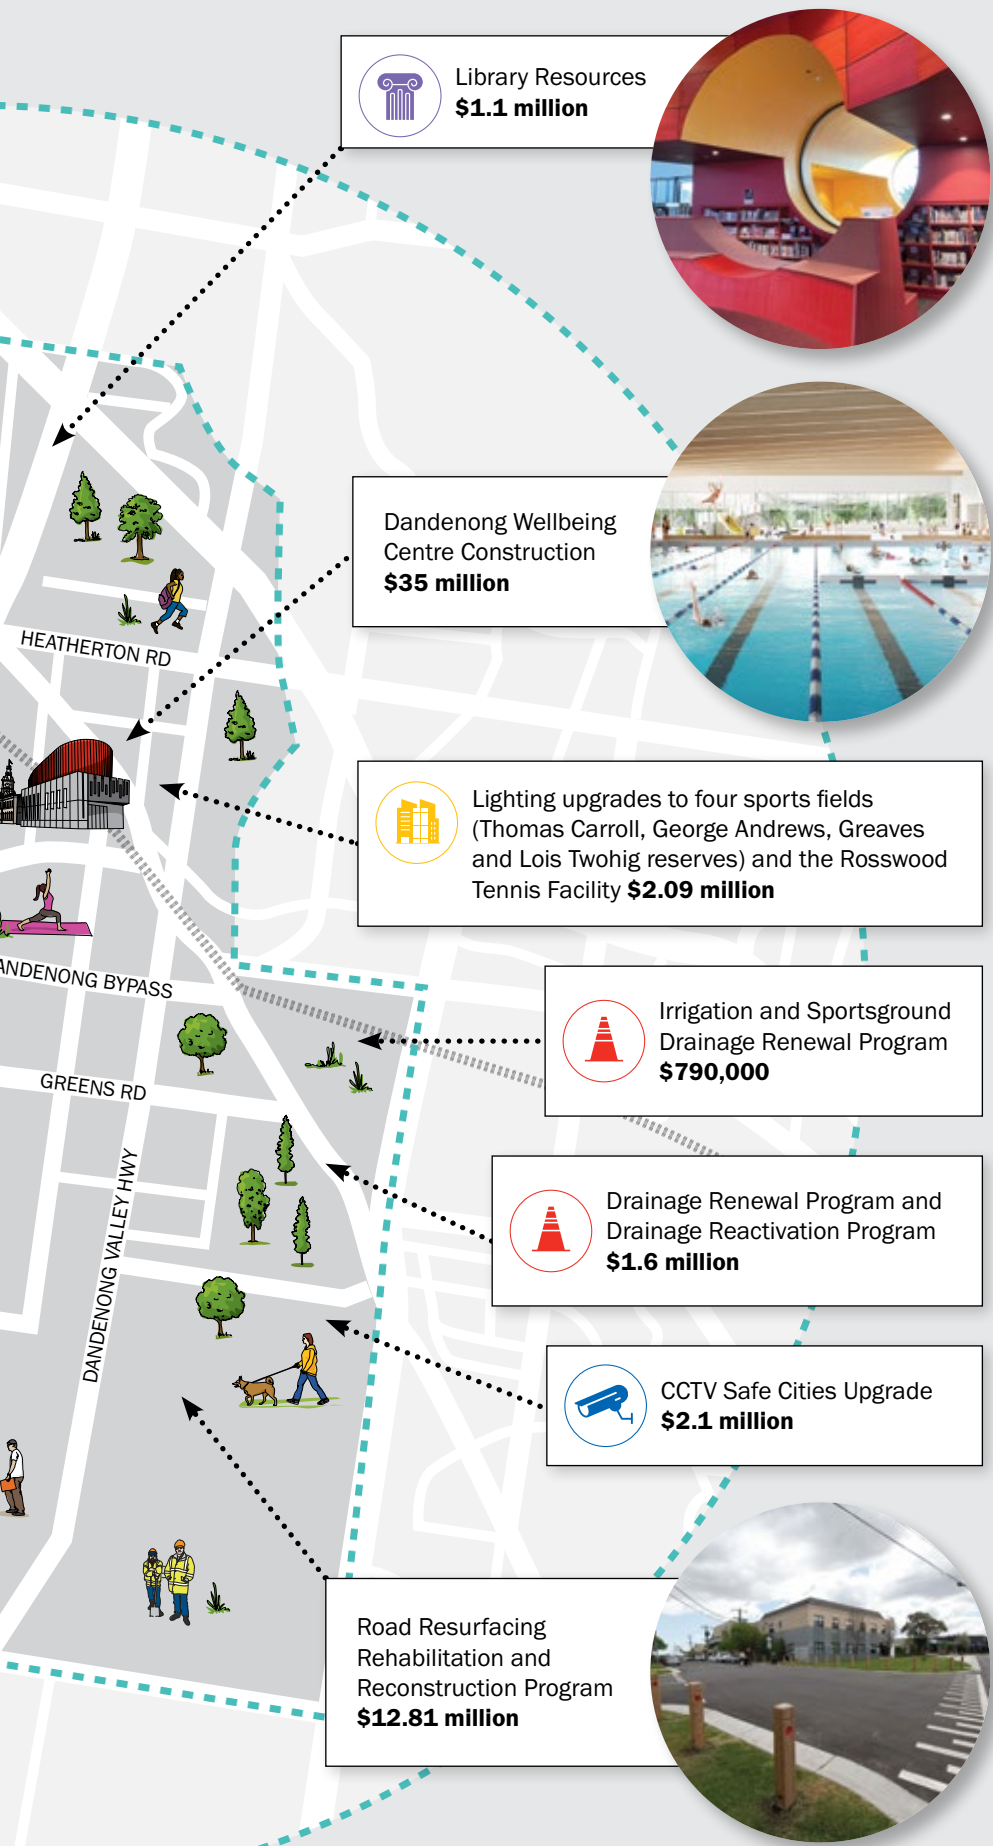 Library Resources
$1.1 million
Dandenong Wellbeing
Centre Construction
$35 million
HEATHERTON RD
Lighting upgrades to four sports fields
(Thomas Carroll, George Andrews, Greaves
and Lois Twohig reserves) and the Rosswood
Tennis Facility $2.09 million
ANDENONG BYPASS
Irrigation and Sportsground
Drainage Renewal Program
$790,000
GREENS RD
DANDENONG VALLEY HWY
Drainage Renewal Program and
Drainage Reactivation Program
$1.6 million
CCTV Safe Cities Upgrade
$2.1 million
Road Resurfacing
Rehabilitation and
Reconstruction Program
$12.81 million